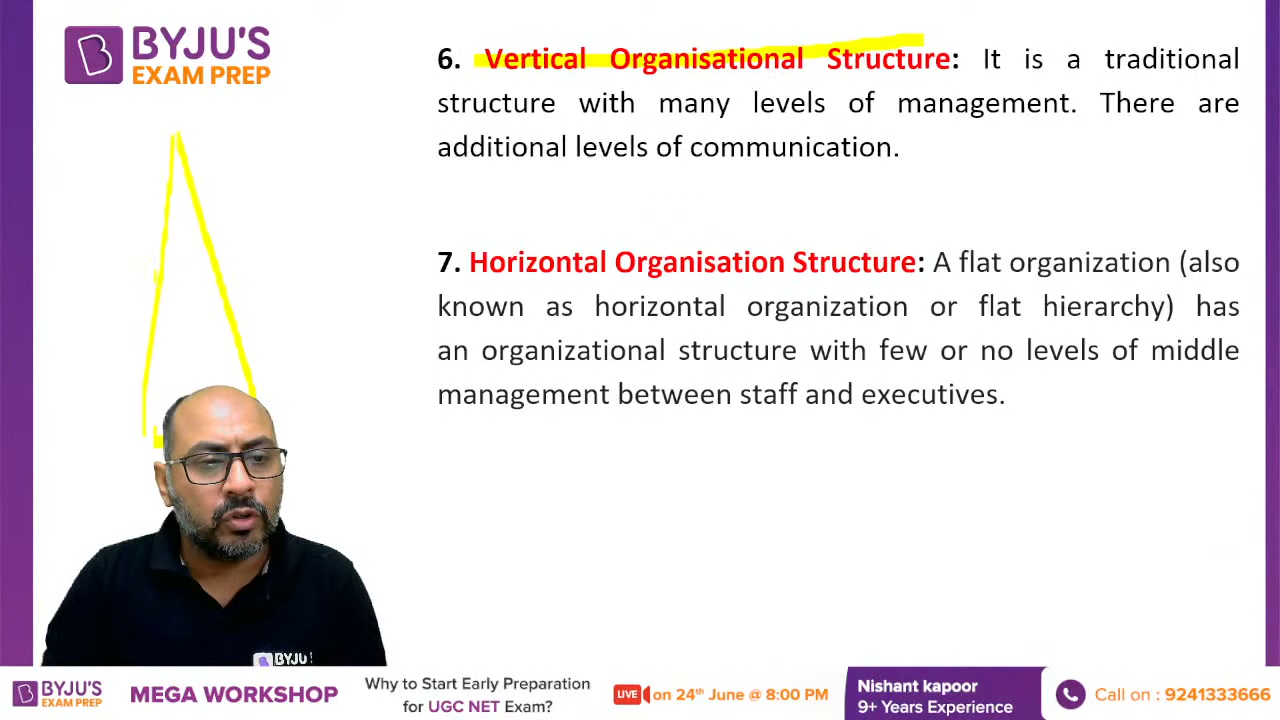 BYJU'S
EXAM PREP
6. Vertical Organisational Structure: It is a traditional
structure with many levels of management. There are
additional levels of communication.
7. Horizontal Organisation Structure: A flat organization (also
known as horizontal organization or flat hierarchy) has
an organizational structure with few or no levels of middle
management between staff and executives.
BYJU'
BYJU'S
EXAM PREP
MEGA WORKSHOP
Why to Start Early Preparation
for UGC NET Exam?
LIVE on 24th June @ 8:00 PM
Nishant kapoor
9+ Years Experience
Call on : 9241333666